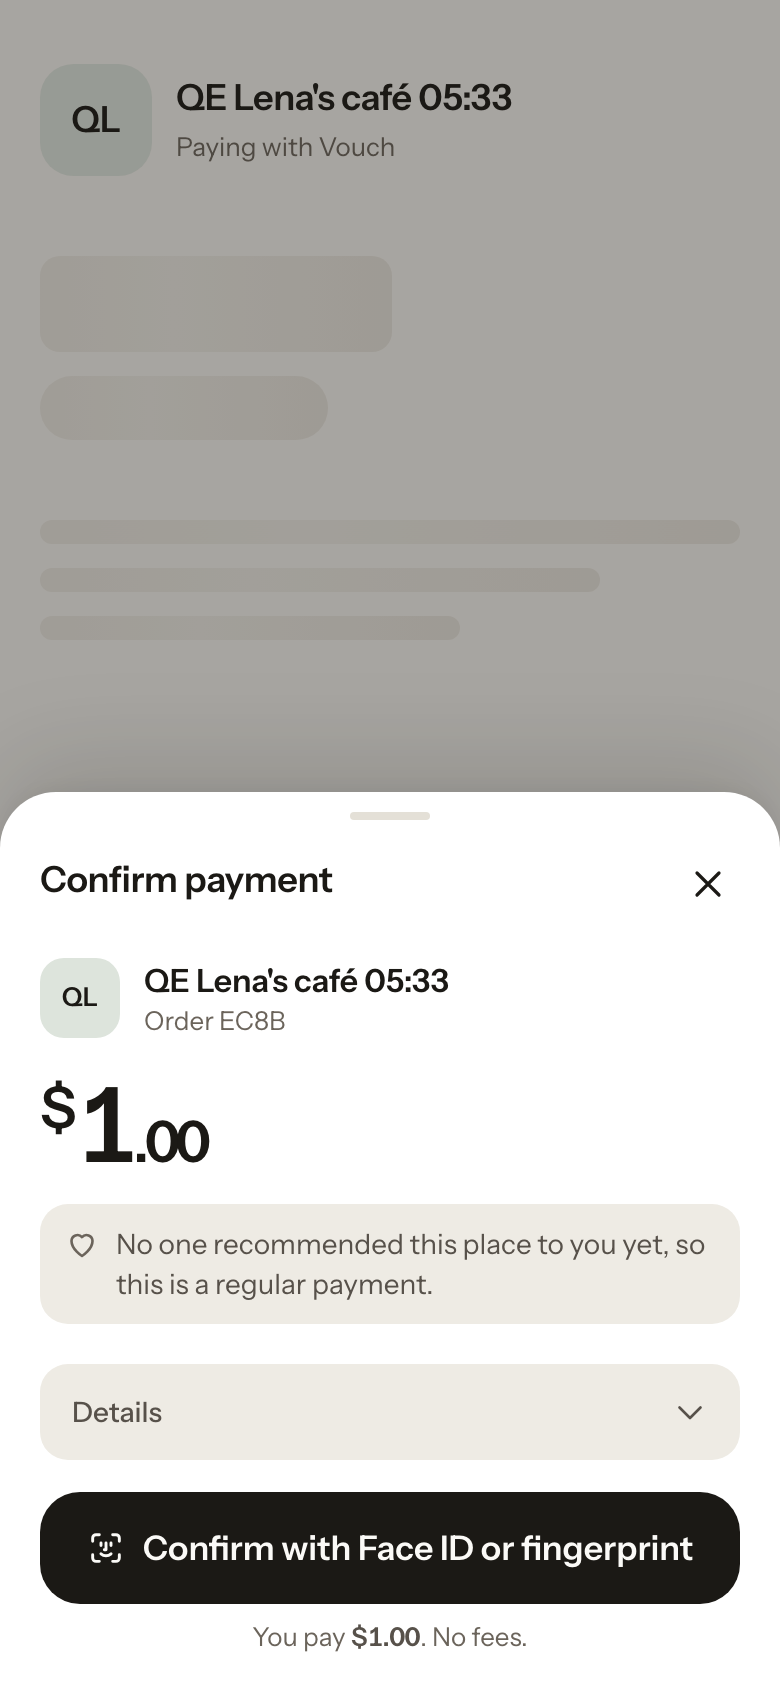 QL
QE Lena's café 05:33
Paying with Vouch
Confirm payment
QL
QE Lena's café 05:33
Order EC8B
$1.00
No one recommended this place to you yet, so
this is a regular payment.
Details
Confirm with Face ID or fingerprint
You pay $1.00. No fees.